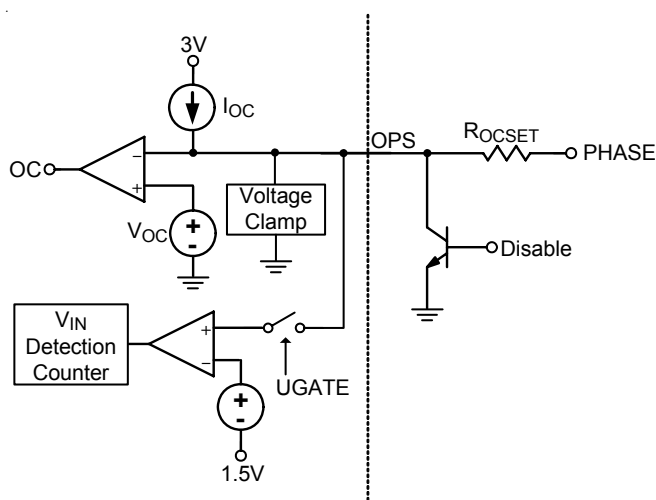 3V
IOC
OPS
ROCSET
PHASE
OC
-
+
Voltage
Clamp
VOC
+
-
Disable
VIN
Detection
Counter
+
-
UGATE
+
-
1.5V